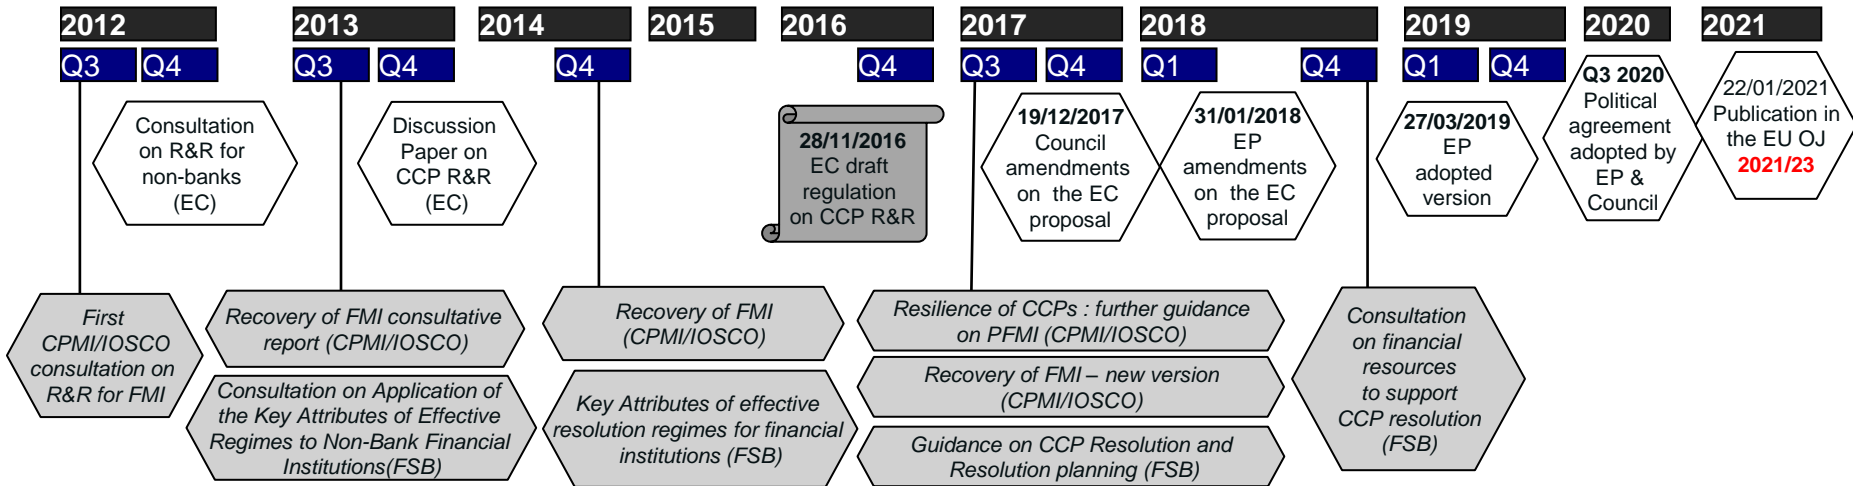 2012
2013
2014
2015
2016
2017
2018
2019
2020
2021
Q3
Q4
Q3
Q4
Q4
Q4
Q3
Q4
Q1
Q4
Q1
Q4
Consultation
on R&R for
non-banks
(EC)
Discussion
Paper on
CCP R&R
(EC)
28/11/2016
EC draft
regulation
on CCP R&R
19/12/2017
Council
amendments
on the EC
proposal
31/01/2018
EP
amendments
on the EC
proposal
27/03/2019
EP
adopted
version
Q3 2020
Political
agreement
adopted by
EP &
Council
22/01/2021
Publication in
the EU OJ
2021/23
First
CPMI/IOSCO
consultation on
R&R for FMI
Recovery of FMI consultative
report (CPMI/IOSCO)
Consultation on Application of
the Key Attributes of Effective
Regimes to Non-Bank Financial
Institutions(FSB)
Recovery of FMI
(CPMI/IOSCO)
Key Attributes of effective
resolution regimes for financial
institutions (FSB)
Resilience of CCPs : further guidance
on PFMI (CPMI/IOSCO)
Recovery of FMI – new version
(CPMI/IOSCO)
Guidance on CCP Resolution and
Resolution planning (FSB)
Consultation
on financial
resources
to support
CCP resolution
(FSB)